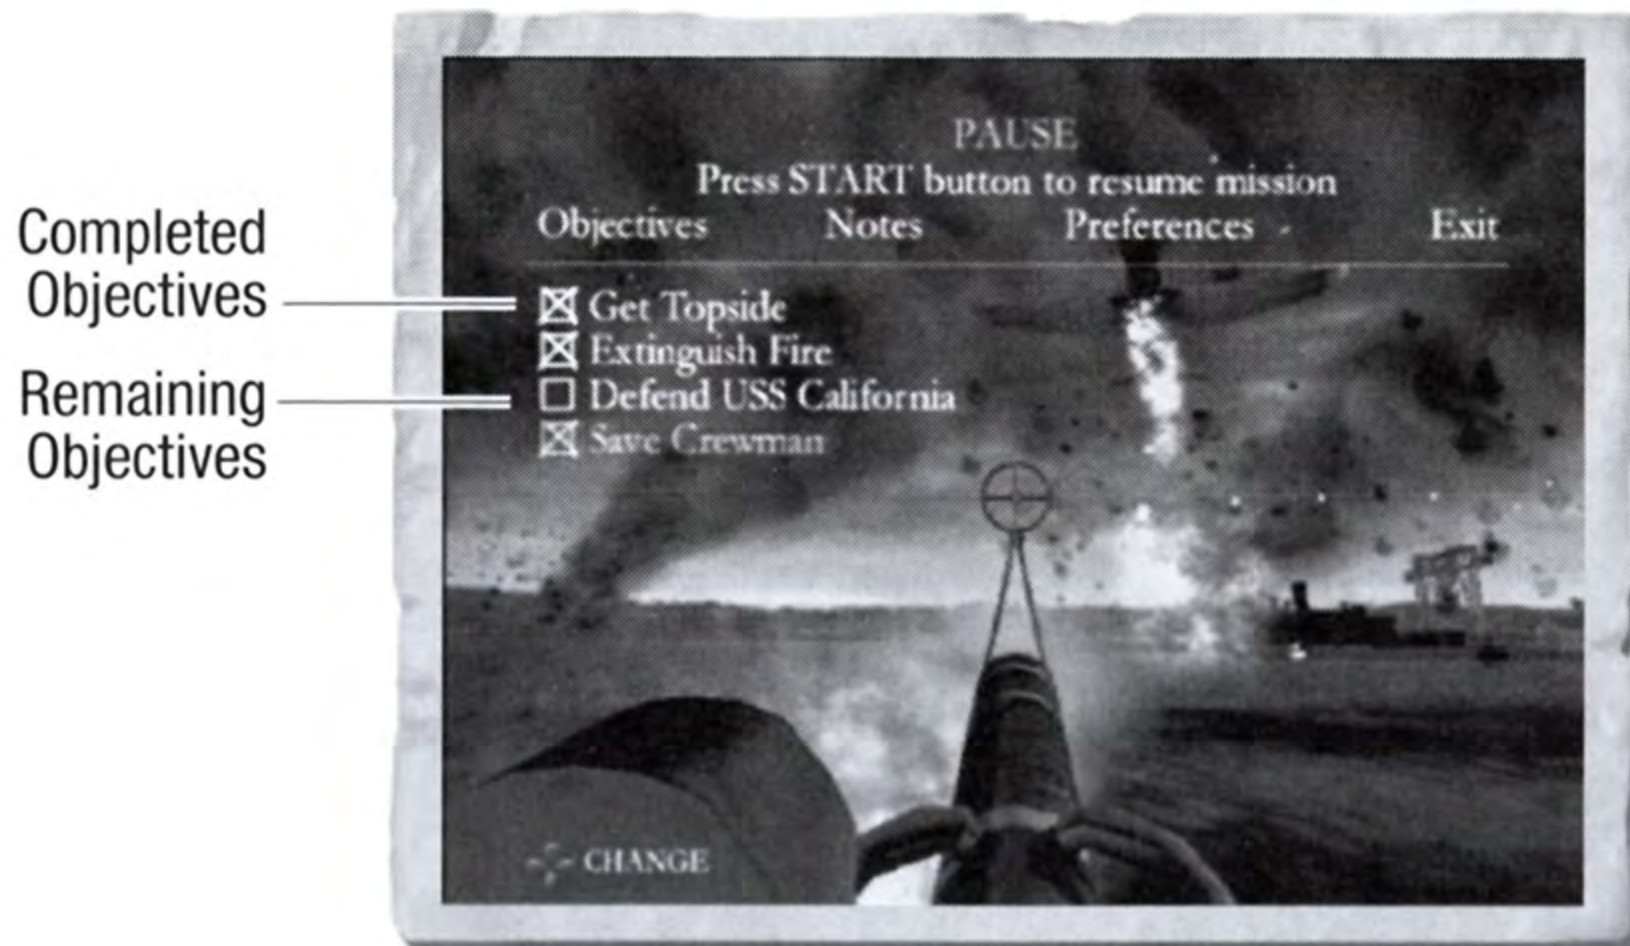 Completed
Objectives
Remaining
Objectives
PAUSE
Press START button to resume mission
Objectives Notes Preferences Exit
Get Topside
Extinguish Fire
Defend USS California
Save Crewman
CHANGE